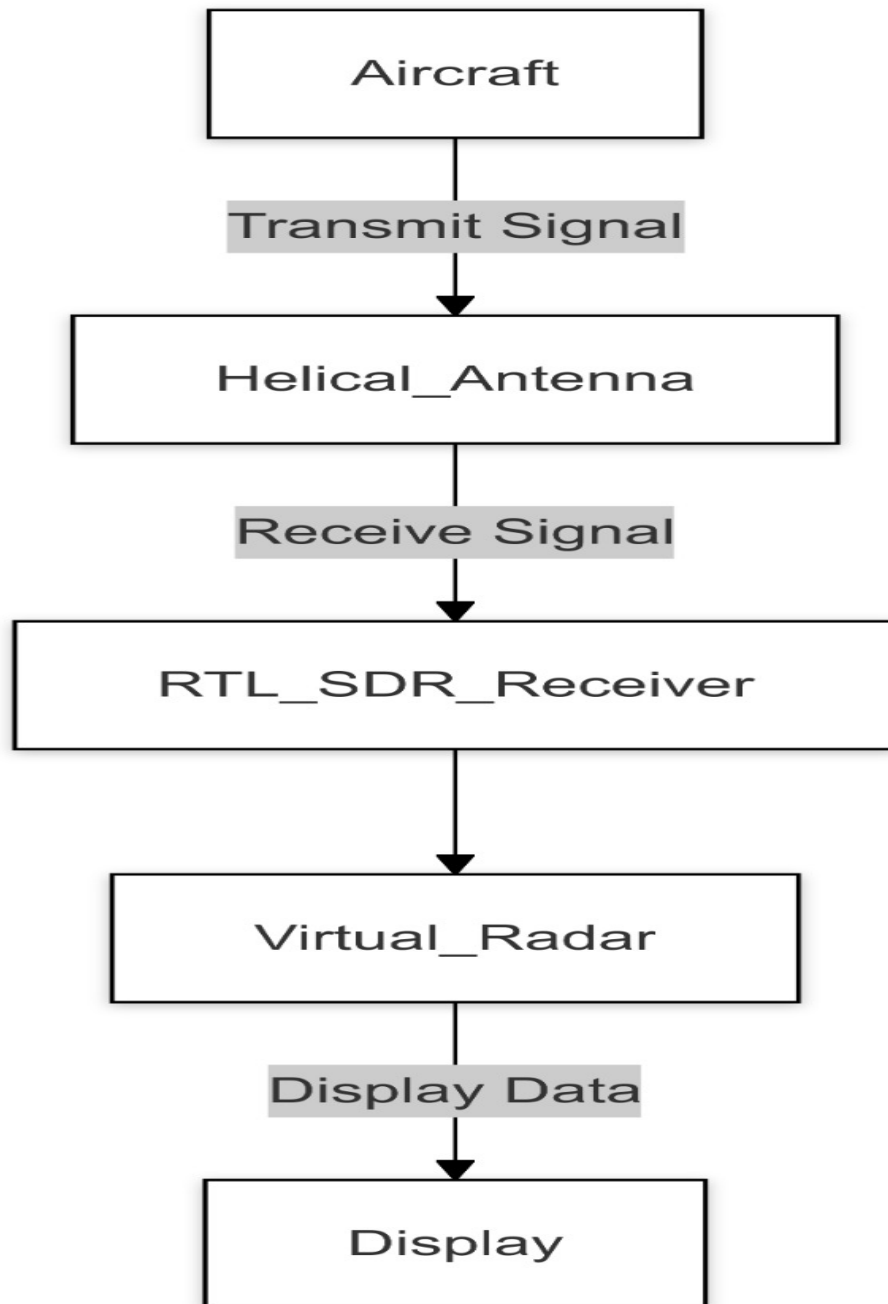 Aircraft
Transmit Signal
Helical_Antenna
Receive Signal
RTL_SDR_Receiver
Virtual_Radar
Display Data
Display